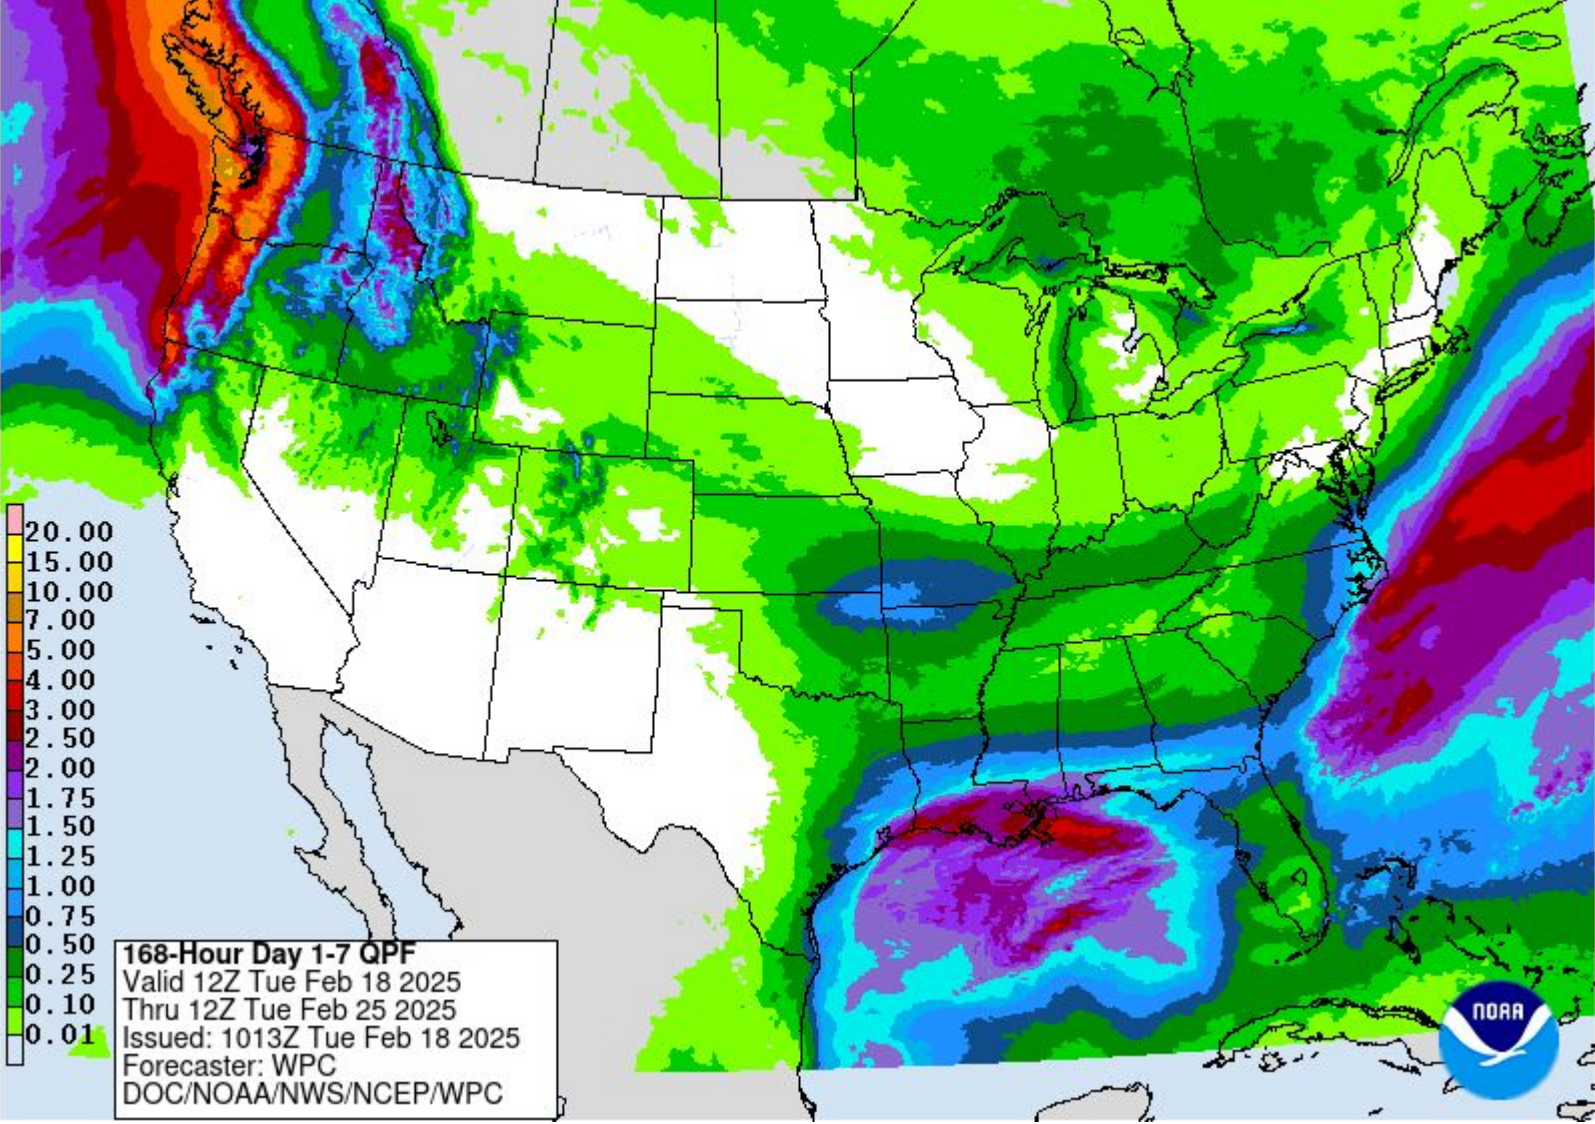 20.00
15.00
10.00
7.00
5.00
4.00
3.00
2.50
2.00
1.75
1.50
1.25
1.00
0.75
0.50
0.25
0.10
0.01
168-Hour Day 1-7 QPF
Valid 12Z Tue Feb 18 2025
Thru 12Z Tue Feb 25 2025
Issued: 1013Z Tue Feb 18 2025
Forecaster: WPC
DOC/NOAA/NWS/NCEP/WPC
NOAA